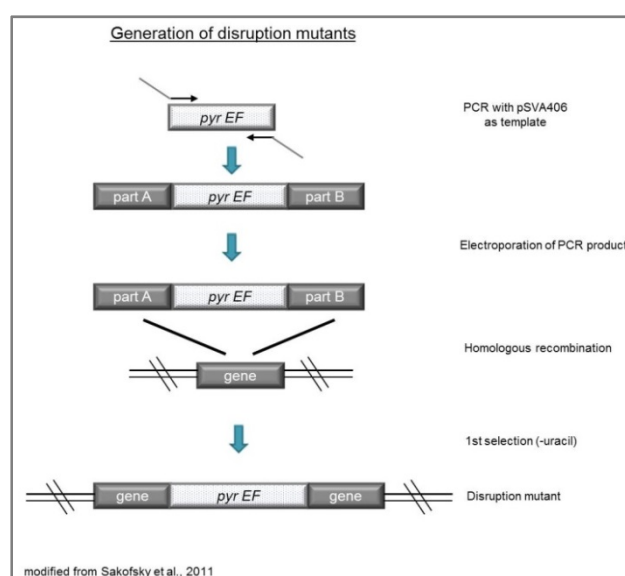 Generation of disruption mutants
pyr EF
PCR with pSVA406
as template
part A pyr EF part B
Electroporation of PCR product
part A pyr EF part B
Homologous recombination
gene
1st selection (-uracil)
gene pyr EF gene
Disruption mutant
modified from Sakofsky et al., 2011